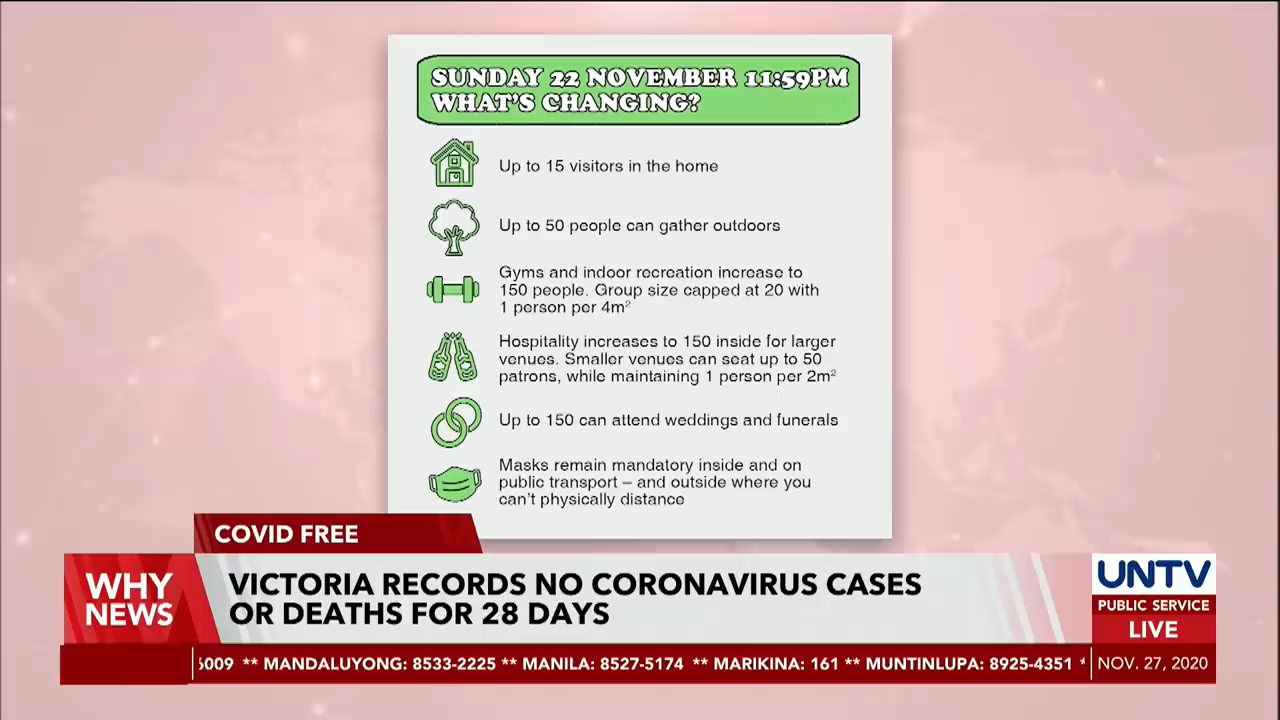 SUNDAY 22 NOVEMBER 11:59PM
WHAT'S CHANGING?
Up to 15 visitors in the home
Up to 50 people can gather outdoors
Gyms and indoor recreation increase to
150 people. Group size capped at 20 with
1 person per 4m²
Hospitality increases to 150 inside for larger
venues. Smaller venues can seat up to 50
patrons, while maintaining 1 person per 2m²
Up to 150 can attend weddings and funerals
Masks remain mandatory inside and on
public transport – and outside where you
can't physically distance
COVID FREE
WHY
NEWS
VICTORIA RECORDS NO CORONAVIRUS CASES
OR DEATHS FOR 28 DAYS
UNTV
PUBLIC SERVICE
LIVE
6009 ** MANDALUYONG: 8533-2225 ** MANILA: 8527-5174 ** MARIKINA: 161 ** MUNTINLUPA: 8925-4351 *
NOV. 27, 2020